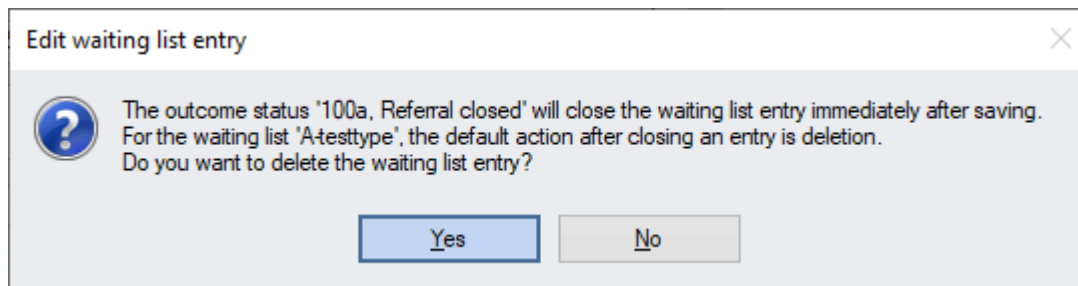 Edit waiting list entry
The outcome status '100a, Referral closed' will close the waiting list entry immediately after saving.
For the waiting list 'A-testtype', the default action after closing an entry is deletion.
Do you want to delete the waiting list entry?
Yes
No